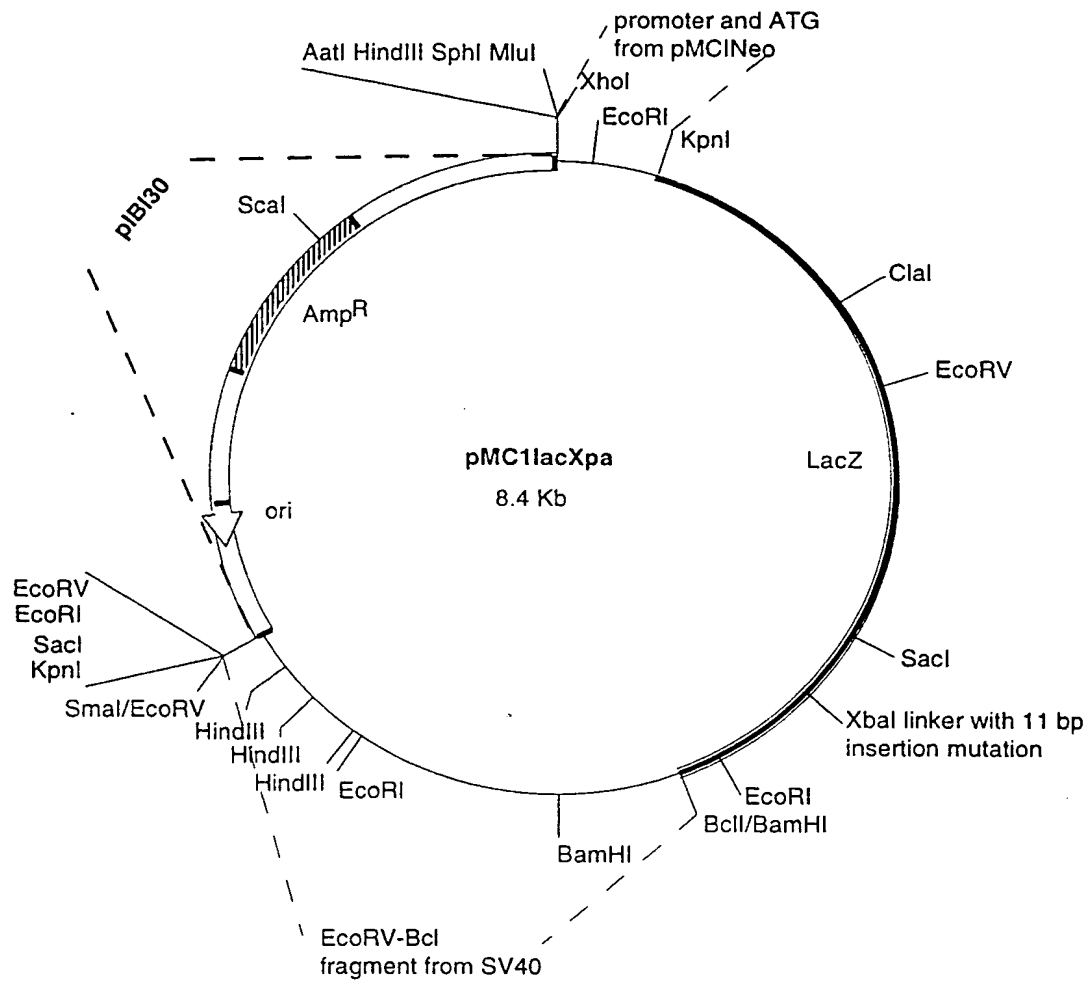 promoter and ATG
from pMCINeo
AatI HindIII SphI MluI
XhoI
EcoRI
KpnI
pIBI30
ScaI
ClaI
AmpR
EcoRV
pMC1lacXpa
8.4 Kb
LacZ
ori
EcoRV
EcoRI
SacI
KpnI
SmaI/EcoRV
SacI
HindIII
HindIII
HindIII
EcoRI
XbaI linker with 11 bp
insertion mutation
EcoRI
BclI/BamHI
BamHI
EcoRV-BcI
fragment from SV40